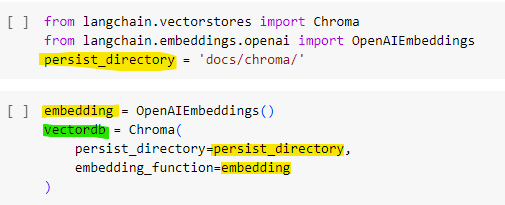 [ ] from langchain.vectorstores import Chroma
from langchain.embeddings.openai import OpenAIEmbeddings
persist_directory = 'docs/chroma/'
[ ] embedding = OpenAIEmbeddings()
vectordb = Chroma(
    persist_directory=persist_directory,
    embedding_function=embedding
)